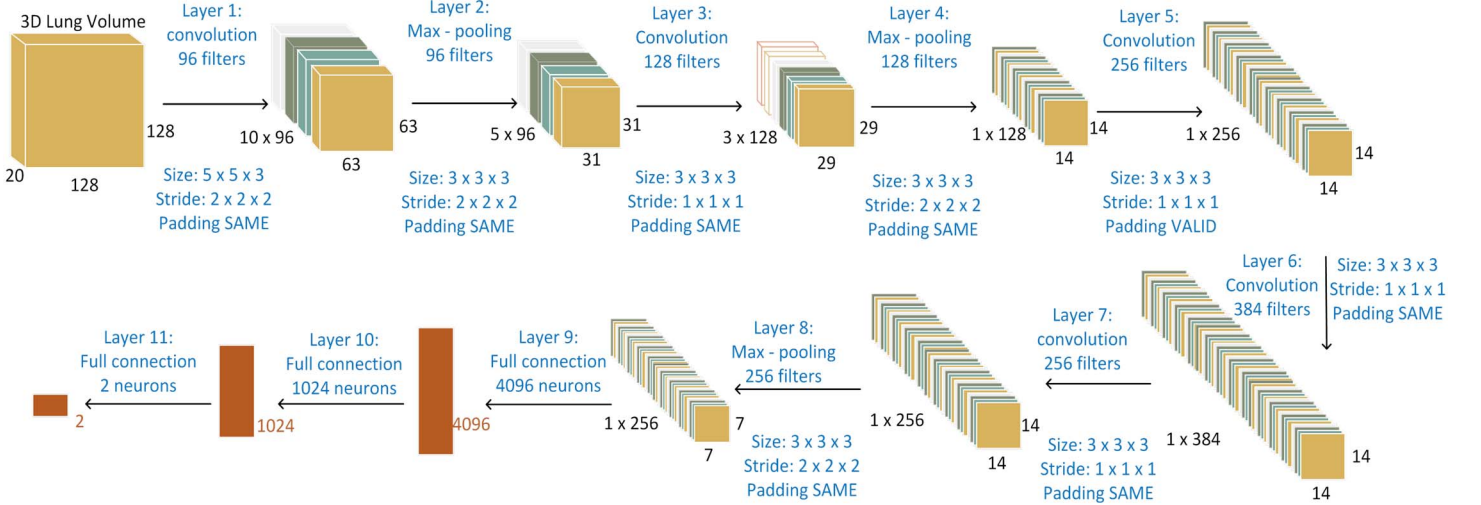 3D Lung Volume
20
128
128
Layer 1:
convolution
96 filters
Size: 5 x 5 x 3
Stride: 2 x 2 x 2
Padding SAME
10 x 96
63
63
Layer 2:
Max - pooling
96 filters
Size: 3 x 3 x 3
Stride: 2 x 2 x 2
Padding SAME
5 x 96
31
31
Layer 3:
Convolution
128 filters
Size: 3 x 3 x 3
Stride: 1 x 1 x 1
Padding SAME
3 x 128
29
29
Layer 4:
Max - pooling
128 filters
Size: 3 x 3 x 3
Stride: 2 x 2 x 2
Padding SAME
1 x 128
14
14
Layer 5:
Convolution
256 filters
Size: 3 x 3 x 3
Stride: 1 x 1 x 1
Padding VALID
1 x 256
14
14
Layer 6:
Convolution
384 filters
Size: 3 x 3 x 3
Stride: 1 x 1 x 1
Padding SAME
1 x 384
14
14
Layer 7:
convolution
256 filters
Size: 3 x 3 x 3
Stride: 1 x 1 x 1
Padding SAME
1 x 256
14
14
Layer 8:
Max - pooling
256 filters
Size: 3 x 3 x 3
Stride: 2 x 2 x 2
Padding SAME
1 x 256
7
7
Layer 9:
Full connection
4096 neurons
4096
Layer 10:
Full connection
1024 neurons
1024
Layer 11:
Full connection
2 neurons
2